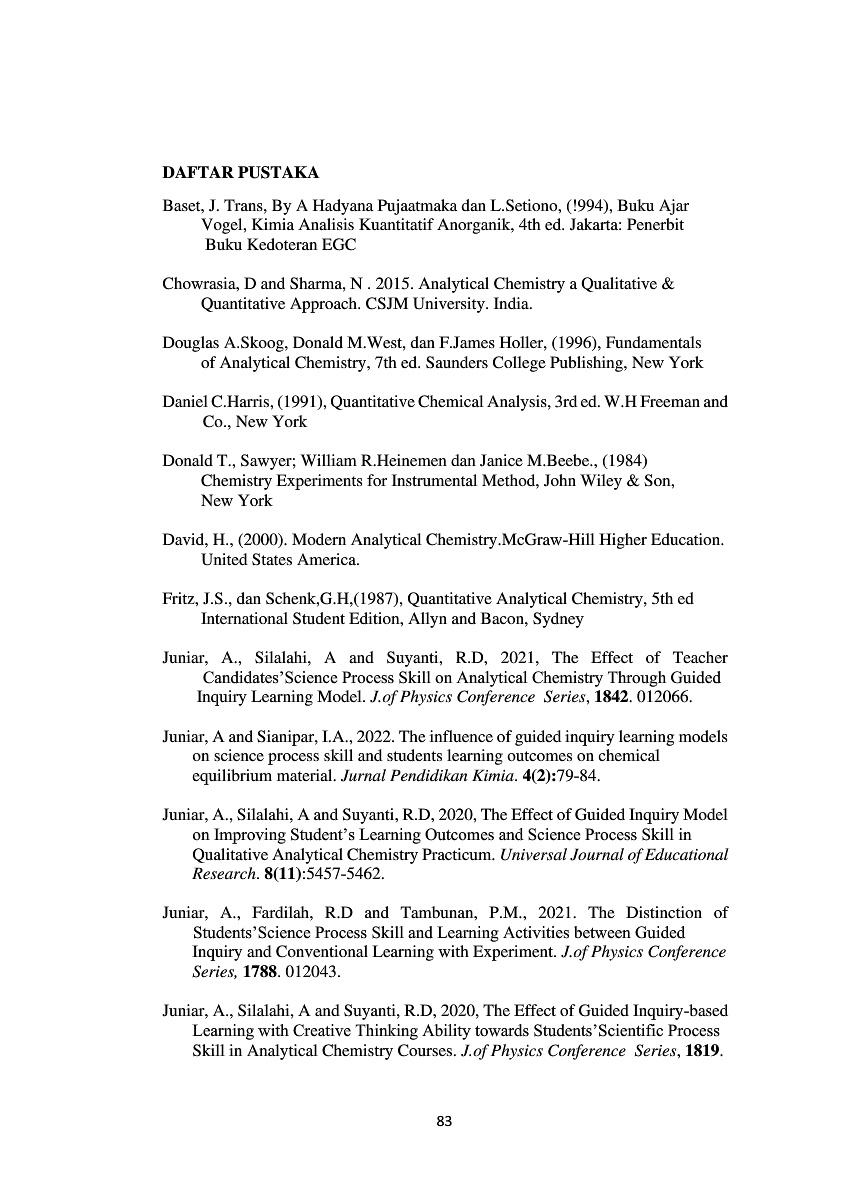 DAFTAR PUSTAKA
Baset, J. Trans, By A Hadyana Pujaatmaka dan L.Setiono, (!994), Buku Ajar
Vogel, Kimia Analisis Kuantitatif Anorganik, 4th ed. Jakarta: Penerbit
Buku Kedoteran EGC
Chowrasia, D and Sharma, N . 2015. Analytical Chemistry a Qualitative &
Quantitative Approach. CSJM University. India.
Douglas A.Skoog, Donald M.West, dan F.James Holler, (1996), Fundamentals
of Analytical Chemistry, 7th ed. Saunders College Publishing, New York
Daniel C.Harris, (1991), Quantitative Chemical Analysis, 3rd ed. W.H Freeman and
Co., New York
Donald T., Sawyer; William R.Heinemen dan Janice M.Beebe., (1984)
Chemistry Experiments for Instrumental Method, John Wiley & Son,
New York
David, H., (2000). Modern Analytical Chemistry.McGraw-Hill Higher Education.
United States America.
Fritz, J.S., dan Schenk,G.H,(1987), Quantitative Analytical Chemistry, 5th ed
International Student Edition, Allyn and Bacon, Sydney
Juniar, A., Silalahi, A and Suyanti, R.D, 2021, The Effect of Teacher
Candidates’Science Process Skill on Analytical Chemistry Through Guided
Inquiry Learning Model. J.of Physics Conference Series, 1842. 012066.
Juniar, A and Sianipar, I.A., 2022. The influence of guided inquiry learning models
on science process skill and students learning outcomes on chemical
equilibrium material. Jurnal Pendidikan Kimia. 4(2):79-84.
Juniar, A., Silalahi, A and Suyanti, R.D, 2020, The Effect of Guided Inquiry Model
on Improving Student’s Learning Outcomes and Science Process Skill in
Qualitative Analytical Chemistry Practicum. Universal Journal of Educational
Research. 8(11):5457-5462.
Juniar, A., Fardilah, R.D and Tambunan, P.M., 2021. The Distinction of
Students’Science Process Skill and Learning Activities between Guided
Inquiry and Conventional Learning with Experiment. J.of Physics Conference
Series, 1788. 012043.
Juniar, A., Silalahi, A and Suyanti, R.D, 2020, The Effect of Guided Inquiry-based
Learning with Creative Thinking Ability towards Students’Scientific Process
Skill in Analytical Chemistry Courses. J.of Physics Conference Series, 1819.
83